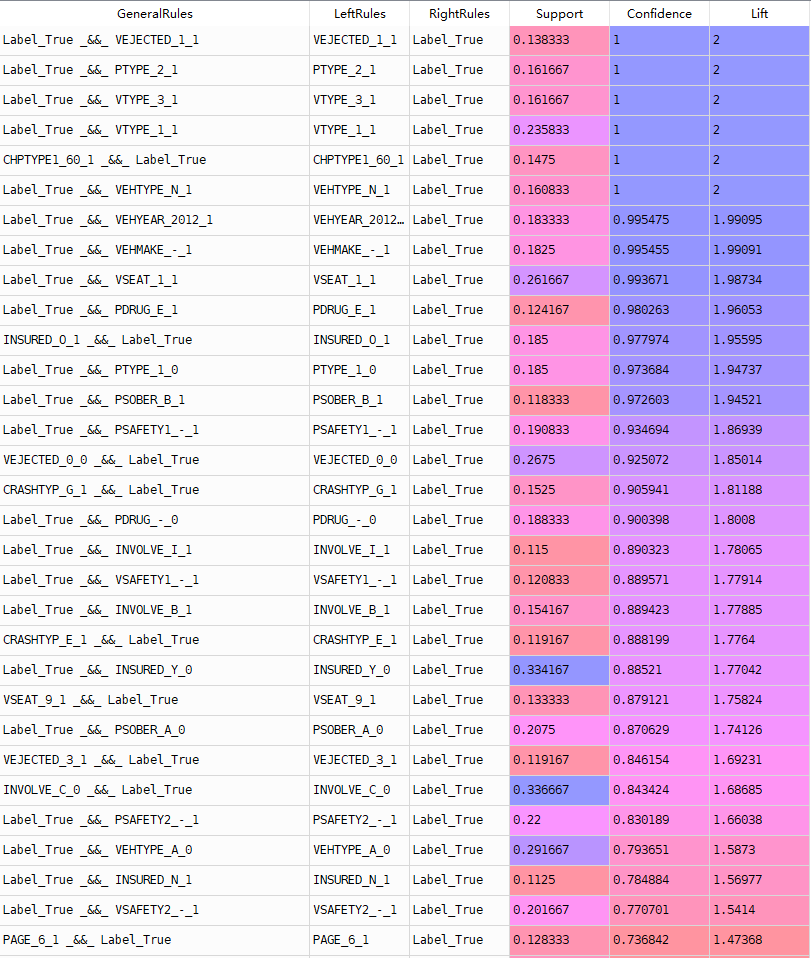 GeneralRules LeftRules RightRules Support Confidence Lift
Label_True _&&_ VEJECTED_1_1 VEJECTED_1_1 Label_True 0.138333 1 2
Label_True _&&_ PTYPE_2_1 PTYPE_2_1 Label_True 0.161667 1 2
Label_True _&&_ VTYPE_3_1 VTYPE_3_1 Label_True 0.161667 1 2
Label_True _&&_ VTYPE_1_1 VTYPE_1_1 Label_True 0.235833 1 2
CHPTYPE1_60_1 _&&_ Label_True CHPTYPE1_60_1 Label_True 0.1475 1 2
Label_True _&&_ VEHTYPE_N_1 VEHTYPE_N_1 Label_True 0.160833 1 2
Label_True _&&_ VEHYEAR_2012_1 VEHYEAR_2012… Label_True 0.183333 0.995475 1.99095
Label_True _&&_ VEHMAKE_-_1 VEHMAKE_-_1 Label_True 0.1825 0.995455 1.99091
Label_True _&&_ VSEAT_1_1 VSEAT_1_1 Label_True 0.261667 0.993671 1.98734
Label_True _&&_ PDRUG_E_1 PDRUG_E_1 Label_True 0.124167 0.980263 1.96053
INSURED_O_1 _&&_ Label_True INSURED_O_1 Label_True 0.185 0.977974 1.95595
Label_True _&&_ PTYPE_1_0 PTYPE_1_0 Label_True 0.185 0.973684 1.94737
Label_True _&&_ PSOBER_B_1 PSOBER_B_1 Label_True 0.118333 0.972603 1.94521
Label_True _&&_ PSAFETY1_-_1 PSAFETY1_-_1 Label_True 0.190833 0.934694 1.86939
VEJECTED_0_0 _&&_ Label_True VEJECTED_0_0 Label_True 0.2675 0.925072 1.85014
CRASHTYP_G_1 _&&_ Label_True CRASHTYP_G_1 Label_True 0.1525 0.905941 1.81188
Label_True _&&_ PDRUG_-_0 PDRUG_-_0 Label_True 0.188333 0.900398 1.8008
Label_True _&&_ INVOLVE_I_1 INVOLVE_I_1 Label_True 0.115 0.890323 1.78065
Label_True _&&_ VSAFETY1_-_1 VSAFETY1_-_1 Label_True 0.120833 0.889571 1.77914
Label_True _&&_ INVOLVE_B_1 INVOLVE_B_1 Label_True 0.154167 0.889423 1.77885
CRASHTYP_E_1 _&&_ Label_True CRASHTYP_E_1 Label_True 0.119167 0.888199 1.7764
Label_True _&&_ INSURED_Y_0 INSURED_Y_0 Label_True 0.334167 0.88521 1.77042
VSEAT_9_1 _&&_ Label_True VSEAT_9_1 Label_True 0.133333 0.879121 1.75824
Label_True _&&_ PSOBER_A_0 PSOBER_A_0 Label_True 0.2075 0.870629 1.74126
VEJECTED_3_1 _&&_ Label_True VEJECTED_3_1 Label_True 0.119167 0.846154 1.69231
INVOLVE_C_0 _&&_ Label_True INVOLVE_C_0 Label_True 0.336667 0.843424 1.68685
Label_True _&&_ PSAFETY2_-_1 PSAFETY2_-_1 Label_True 0.22 0.830189 1.66038
Label_True _&&_ VEHTYPE_A_0 VEHTYPE_A_0 Label_True 0.291667 0.793651 1.5873
Label_True _&&_ INSURED_N_1 INSURED_N_1 Label_True 0.1125 0.784884 1.56977
Label_True _&&_ VSAFETY2_-_1 VSAFETY2_-_1 Label_True 0.201667 0.770701 1.5414
PAGE_6_1 _&&_ Label_True PAGE_6_1 Label_True 0.128333 0.736842 1.47368